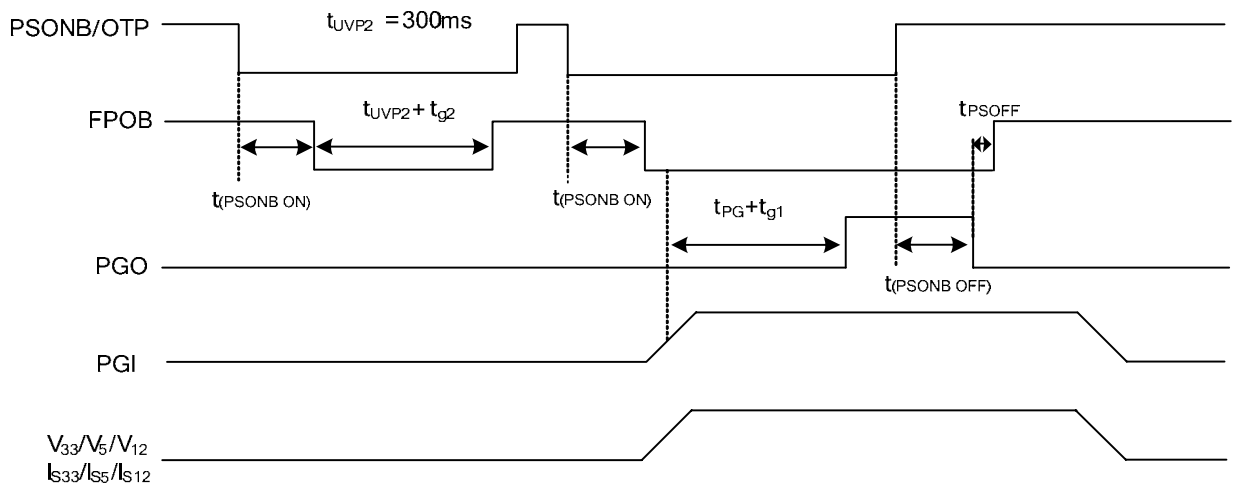 PSONB/OTP
tUVP2 = 300ms
FPOB
tUVP2 + tg2
tPSOFF
t(PSONB ON)
t(PSONB ON)
tPG+tg1
PGO
t(PSONB OFF)
PGI
V33/V5/V12
IS33/IS5/IS12